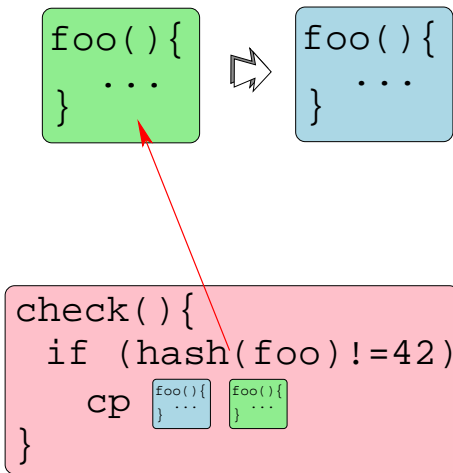 foo(){
...
}
foo(){
...
}
check(){
if (hash(foo)!=42)
cp
foo(){
...
}
foo(){
...
}
}